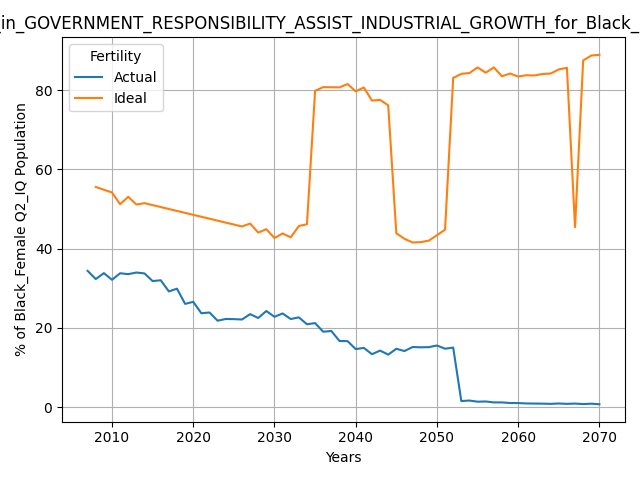 _in_GOVERNMENT_RESPONSIBILITY_ASSIST_INDUSTRIAL_GROWTH_for_Black_
Fertility
Actual
Ideal
% of Black_Female Q2_IQ Population
80
60
40
20
0
2010 2020 2030 2040 2050 2060 2070
Years